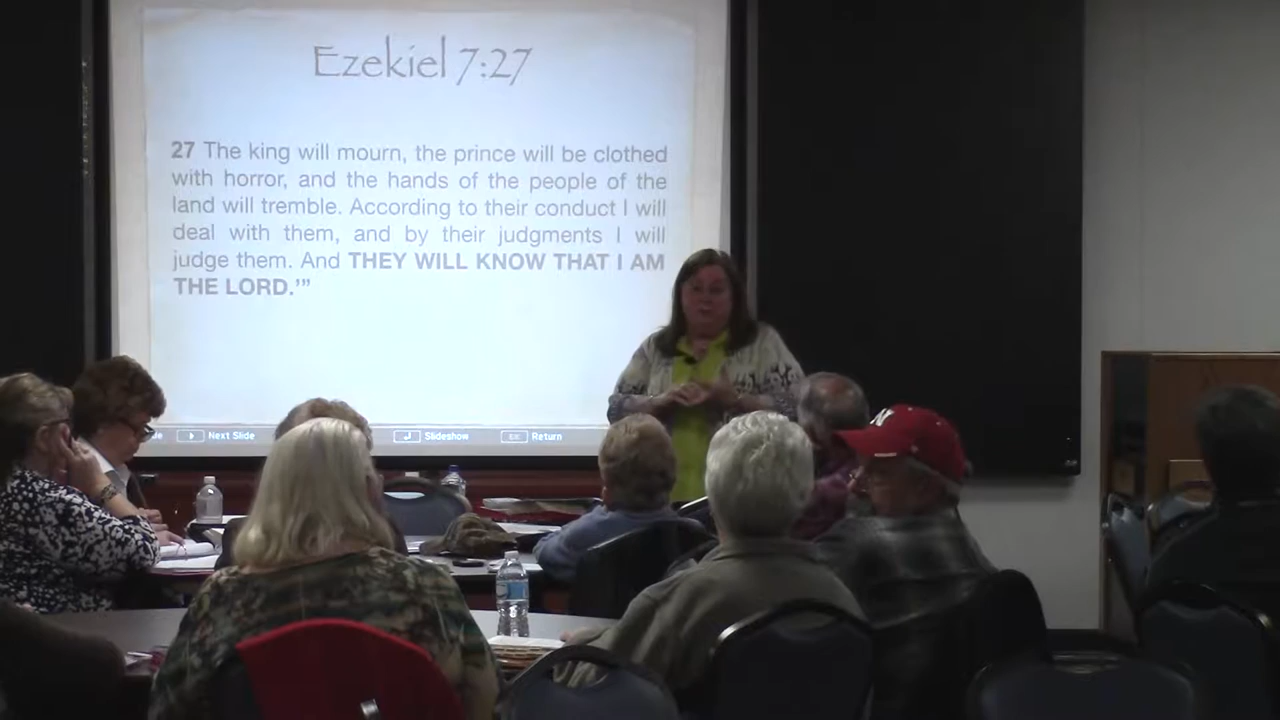 Ezekiel 7:27
27 The king will mourn, the prince will be clothed
with horror, and the hands of the people of the
land will tremble. According to their conduct I will
deal with them, and by their judgments I will
judge them. And THEY WILL KNOW THAT I AM
THE LORD.'"
Next Slide Slideshow Return
N